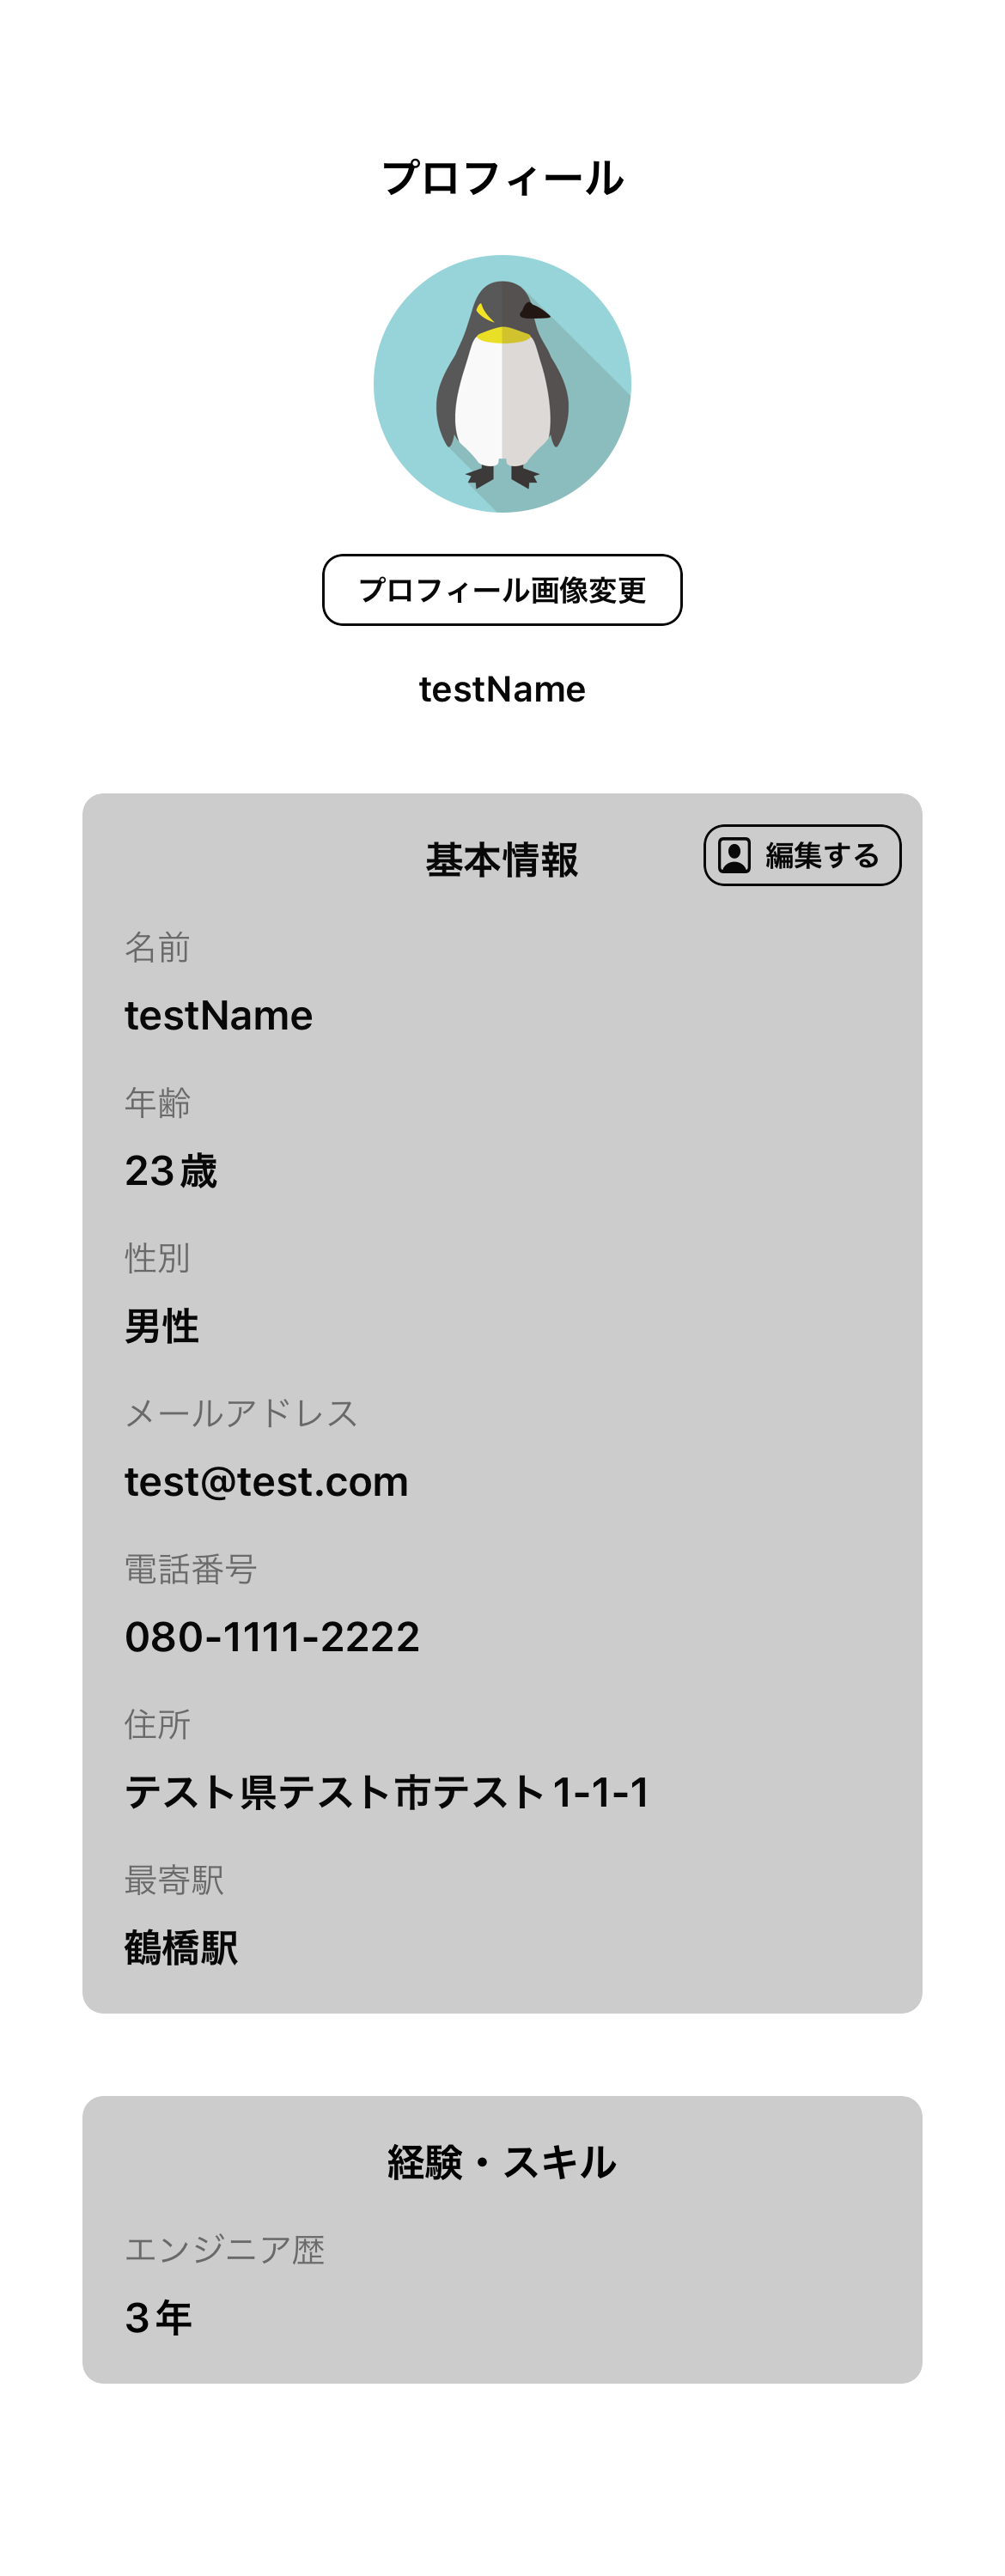 プロフィール
プロフィール画像変更
testName
基本情報
編集する
名前
testName
年齢
23歳
性別
男性
メールアドレス
test@test.com
電話番号
080-1111-2222
住所
テスト県テスト市テスト1-1-1
最寄駅
鶴橋駅
経験・スキル
エンジニア歴
3年